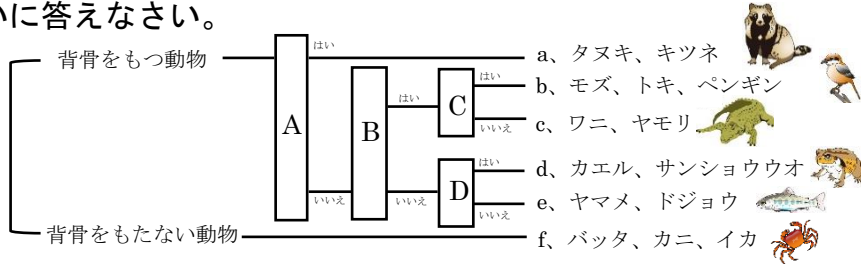 いに答えなさい。
背骨をもつ動物
背骨をもたない動物
A
B
C
D
はい
いいえ
はい
いいえ
はい
いいえ
はい
いいえ
a、タヌキ、キツネ
b、モズ、トキ、ペンギン
c、ワニ、ヤモリ
d、カエル、サンショウウオ
e、ヤマメ、ドジョウ
f、バッタ、カニ、イカ